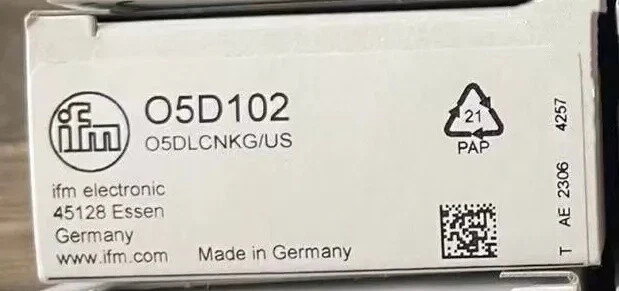 ifm
O5D102
O5DLCNKG/US
ifm electronic
45128 Essen
Germany
www.ifm.com
Made in Germany
21
PAP
T AE 2306 4257